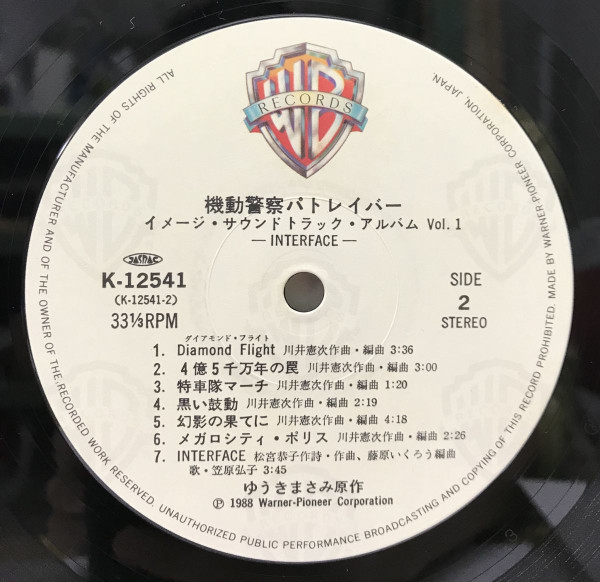 WB
RECORDS
機動警察パトレイバー
イメージ・サウンドトラック・アルバム Vol. 1
— INTERFACE —
JASRAC
K-12541
(K-12541-2)
33⅓RPM
SIDE
2
STEREO
ダイアモンド・フライト
1. Diamond Flight 川井憲次作曲・編曲 3:36
2. 4億5千万年の罠 川井憲次作曲・編曲 3:00
3. 特車隊マーチ 川井憲次作曲・編曲 1:20
4. 黒い鼓動 川井憲次作曲・編曲 2:19
5. 幻影の果てに 川井憲次作曲・編曲 4:18
6. メガロシティ・ポリス 川井憲次作曲・編曲 2:26
7. INTERFACE 松宮恭子作詩・作曲、藤原いくろう編曲
歌・笠原弘子 3:45
ゆうきまさみ原作
Ⓟ 1988 Warner-Pioneer Corporation
ALL RIGHTS OF THE MANUFACTURER AND OF THE OWNER OF THE RECORDED WORK RESERVED. UNAUTHORIZED PUBLIC PERFORMANCE BROADCASTING AND COPYING OF THIS RECORD PROHIBITED. MADE BY WARNER-PIONEER CORPORATION, JAPAN